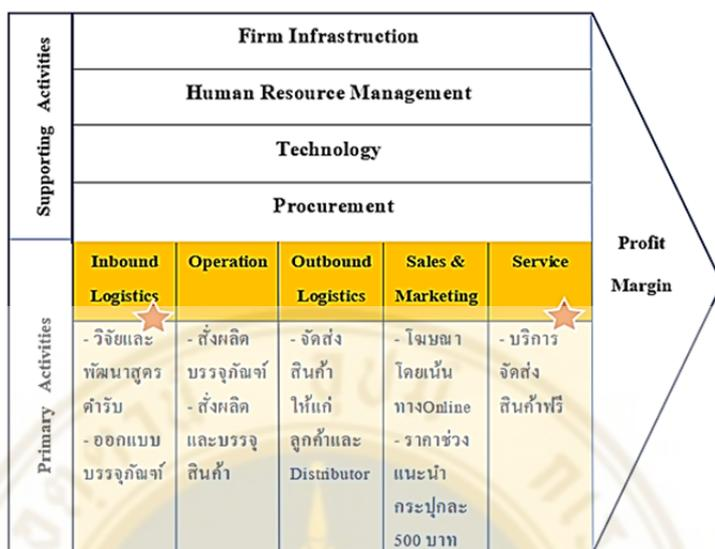 Supporting Activities
Firm Infrastruction
Human Resource Management
Technology
Procurement
Profit
Margin
Primary Activities
Inbound
Logistics
- วิจัยและ
พัฒนาสูตร
ตำรับ
- ออกแบบ
บรรจุภัณฑ์
Operation
- สั่งผลิต
บรรจุภัณฑ์
- สั่งผลิต
และบรรจุ
สินค้า
Outbound
Logistics
- จัดส่ง
สินค้า
ให้แก่
ลูกค้าและ
Distributor
Sales &
Marketing
- โฆษณา
โดยเน้น
ทางOnline
- ราคาช่วง
แนะนำ
กระปุกละ
500 บาท
Service
- บริการ
จัดส่ง
สินค้าฟรี